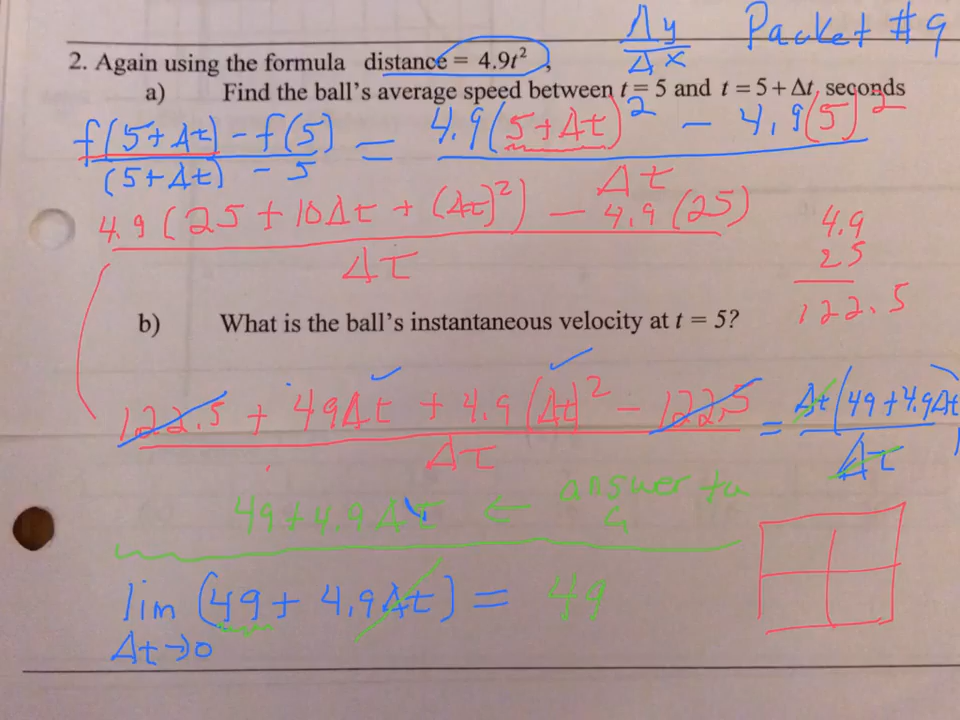 Δy/Δx Packet #9
2. Again using the formula distance = 4.9t²,
a) Find the ball's average speed between t = 5 and t = 5 + Δt, seconds
f(5+Δt) - f(5) / (5+Δt) - 5 = 4.9(5+Δt)² - 4.9(5)² / Δt
4.9(25 + 10Δt + (Δt)²) - 4.9(25) / Δt
4.9
25
122.5
b) What is the ball's instantaneous velocity at t = 5?
122.5 + 49Δt + 4.9(Δt)² - 122.5 / Δt = Δt(49+4.9Δt / Δt
49+4.9Δt ← answer to
lim (49+ 4.9Δt) = 49
Δt→0